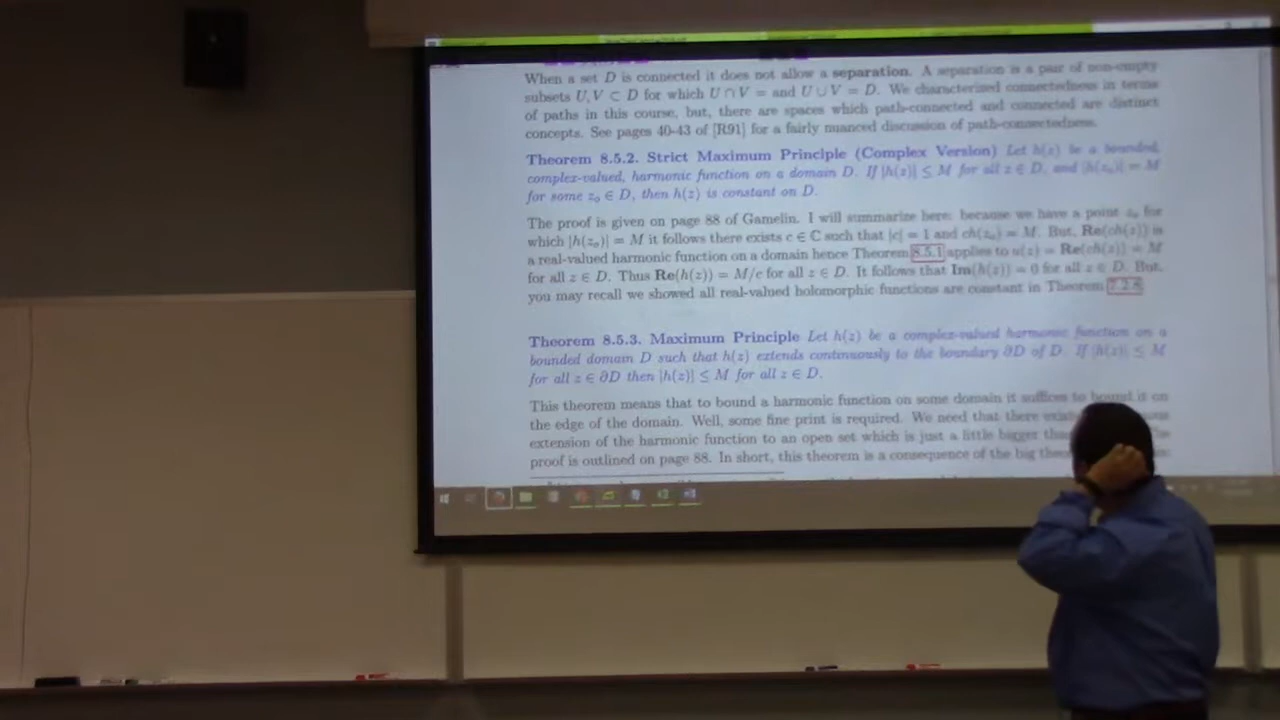 When a set D is connected it does not allow a separation. A separation is a pair of non-empty
subsets U, V ⊂ D for which U ∩ V = and U ∪ V = D. We characterized connectedness in terms
of paths in this course, but, there are spaces which path-connected and connected are distinct
concepts. See pages 40-43 of [R91] for a fairly nuanced discussion of path-connectedness.
Theorem 8.5.2. Strict Maximum Principle (Complex Version) Let h(z) be a bounded,
complex-valued, harmonic function on a domain D. If |h(z)| ≤ M for all z ∈ D, and |h(z₀)| = M
for some z₀ ∈ D, then h(z) is constant on D.
The proof is given on page 88 of Gamelin. I will summarize here: because we have a point z₀ for
which |h(z₀)| = M it follows there exists c ∈ ℂ such that |c| = 1 and ch(z₀) = M. But, Re(ch(z)) is
a real-valued harmonic function on a domain hence Theorem 8.5.1 applies to u(z) = Re(ch(z)) = M
for all z ∈ D. Thus Re(h(z)) = M/c for all z ∈ D. It follows that Im(h(z)) = 0 for all z ∈ D. But,
you may recall we showed all real-valued holomorphic functions are constant in Theorem 7.2.8
Theorem 8.5.3. Maximum Principle Let h(z) be a complex-valued harmonic function on a
bounded domain D such that h(z) extends continuously to the boundary ∂D of D. If |h(z)| ≤ M
for all z ∈ ∂D then |h(z)| ≤ M for all z ∈ D.
This theorem means that to bound a harmonic function on some domain it suffices to bound it on
the edge of the domain. Well, some fine print is required. We need that there
extension of the harmonic function to an open set which is just a little bigger
proof is outlined on page 88. In short, this theorem is a consequence of the big